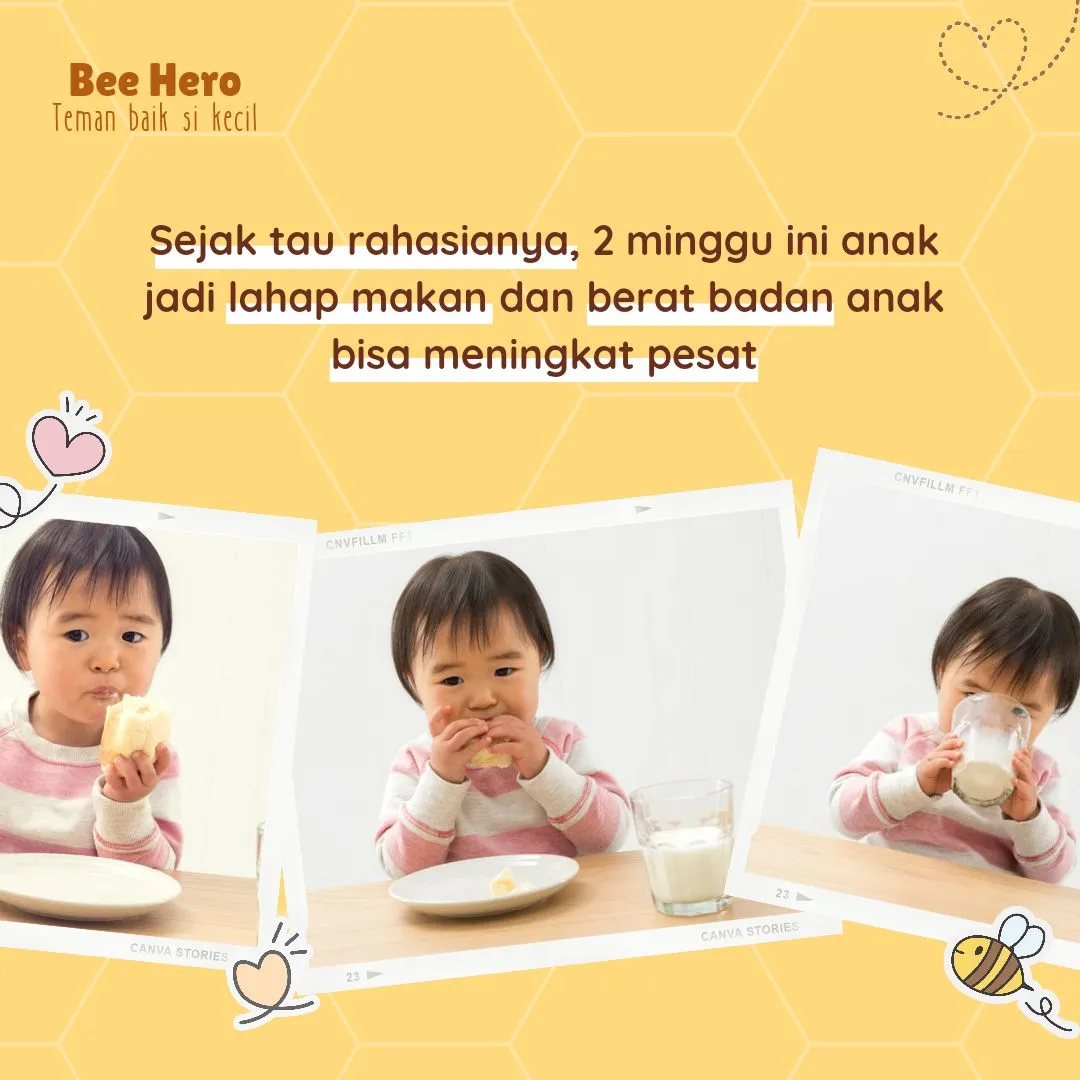 Bee Hero
Teman baik si kecil
Sejak tau rahasianya, 2 minggu ini anak
jadi lahap makan dan berat badan anak
bisa meningkat pesat
CNVFILLM FF1
CNVFILLM FF1
23
CANVA STORIES
CANVA STORIES
23